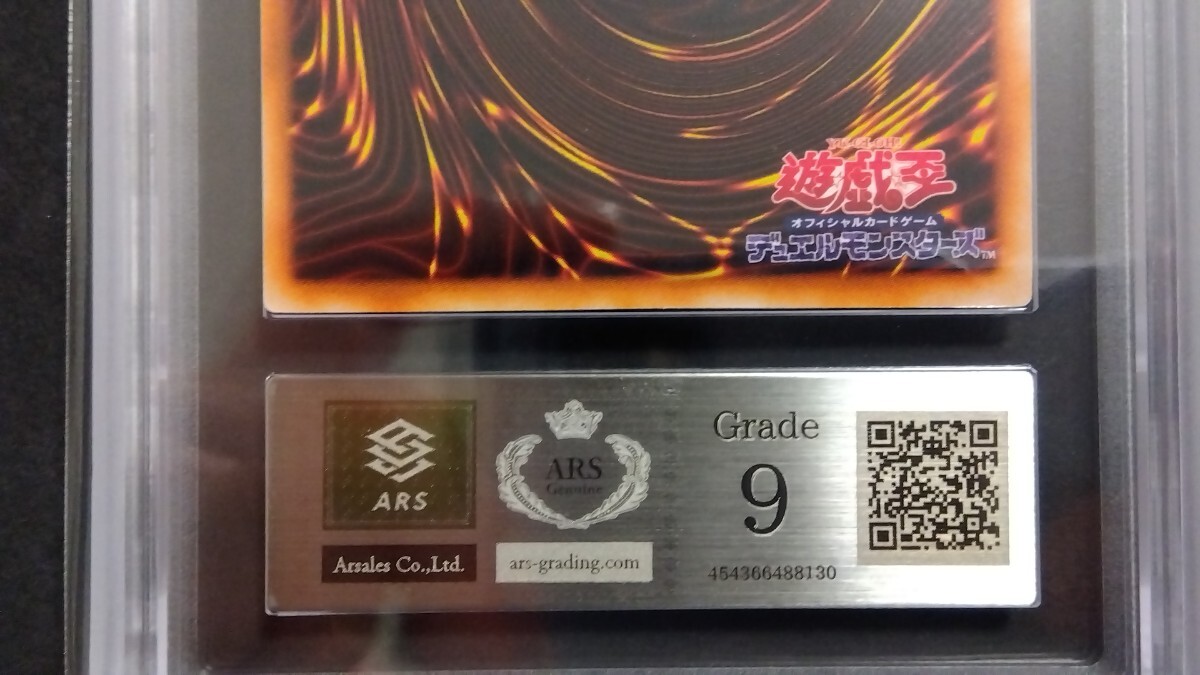 YU-GI-OH!
遊戯王
オフィシャルカードゲーム
デュエルモンスターズ™
ARS
Arsales Co.,Ltd.
ARS
Genuine
ars-grading.com
Grade
9
454366488130